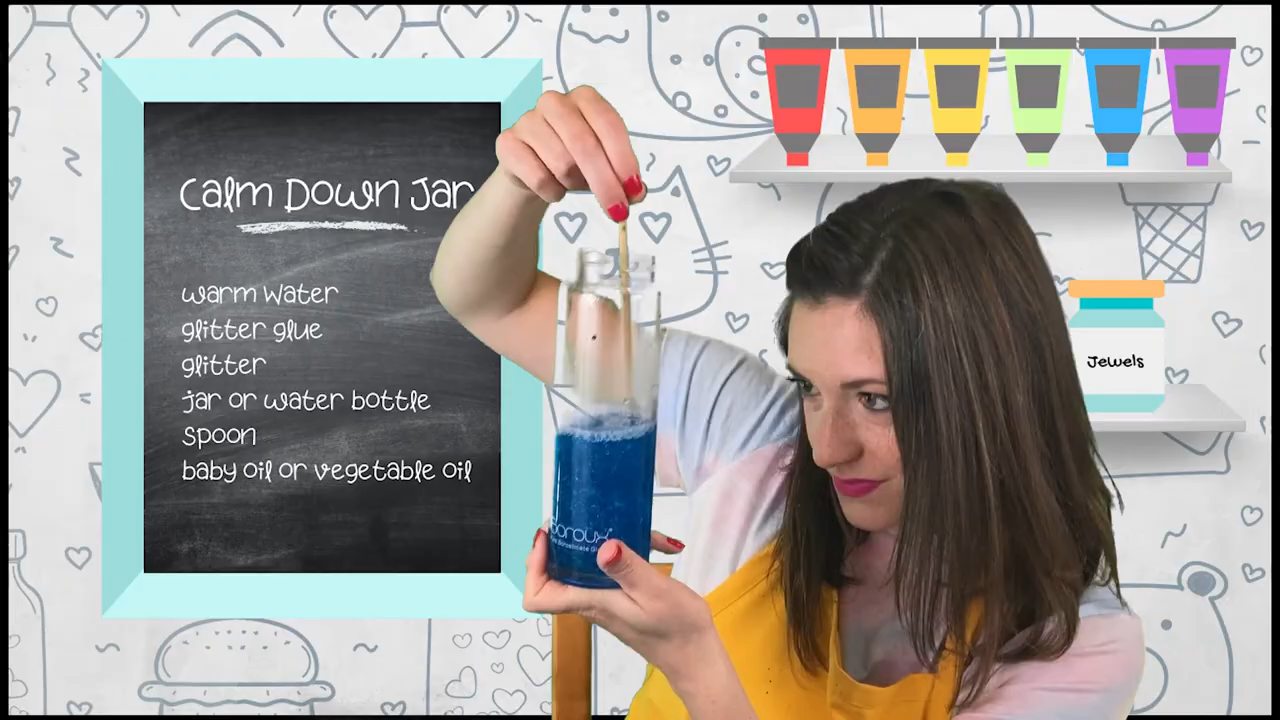 Calm Down Jar
warm water
glitter glue
glitter
jar or water bottle
spoon
baby oil or vegetable oil
Jewels